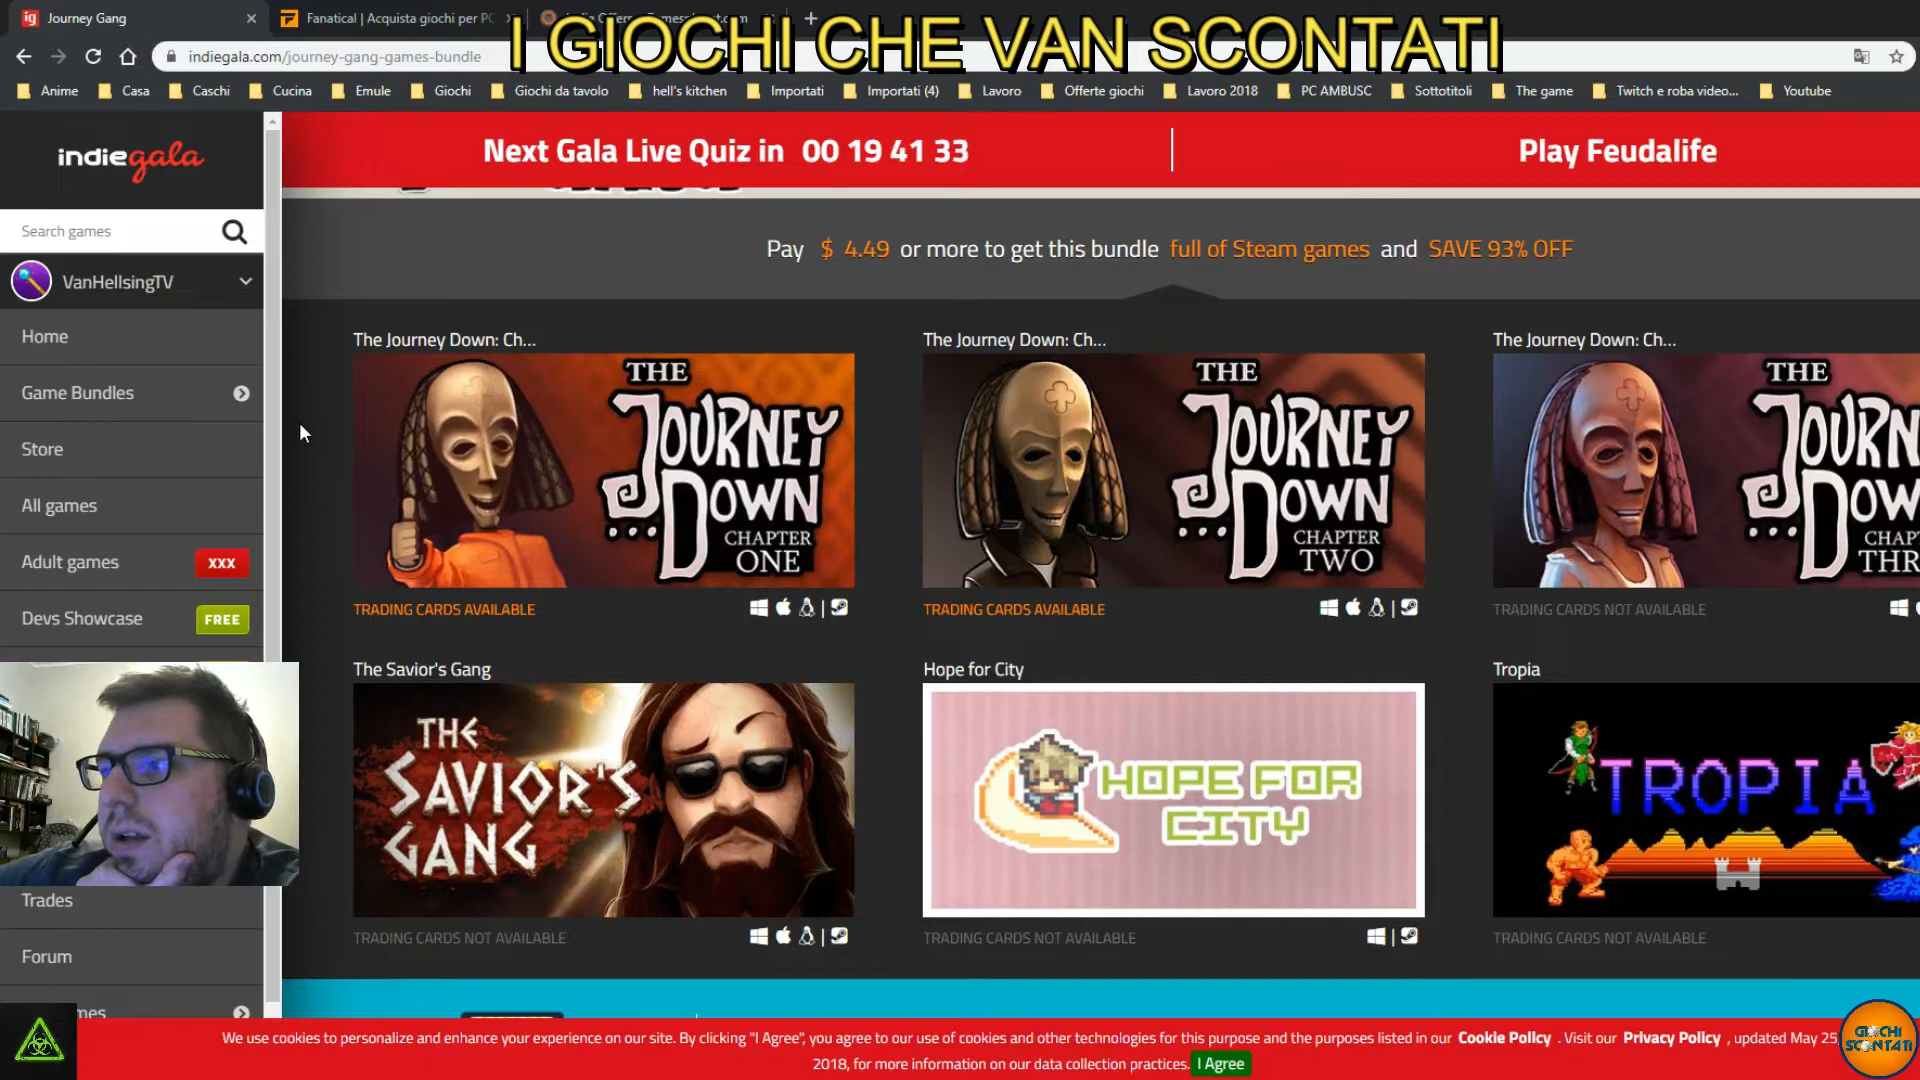 Journey Gang
Fanatical | Acquista giochi per PC
I GIOCHI CHE VAN SCONTATI
indiegala.com/journey-gang-games-bundle
Anime
Casa
Caschi
Cucina
Emule
Giochi
Giochi da tavolo
hell's kitchen
Importati
Importati (4)
Lavoro
Offerte giochi
Lavoro 2018
PC AMBUSC
Sottotitoli
The game
Twitch e roba video...
Youtube
indiegala
Next Gala Live Quiz in 00 19 41 33
Play Feudalife
Search games
Pay $ 4.49 or more to get this bundle full of Steam games and SAVE 93% OFF
VanHellsingTV
Home
Game Bundles
Store
All games
Adult games XXX
Devs Showcase FREE
Trades
Forum
The Journey Down: Ch...
THE
JOURNEY
DOWN
CHAPTER
ONE
TRADING CARDS AVAILABLE
The Journey Down: Ch...
THE
JOURNEY
DOWN
CHAPTER
TWO
TRADING CARDS AVAILABLE
The Journey Down: Ch...
THE
DOWN
TRADING CARDS NOT AVAILABLE
The Savior's Gang
THE
SAVIOR'S
GANG
TRADING CARDS NOT AVAILABLE
Hope for City
HOPE FOR
CITY
TRADING CARDS NOT AVAILABLE
Tropia
TROPIA
TRADING CARDS NOT AVAILABLE
We use cookies to personalize and enhance your experience on our site. By clicking "I Agree", you agree to our use of cookies and other technologies for this purpose and the purposes listed in our Cookie Policy . Visit our Privacy Policy , updated May 25,
2018, for more information on our data collection practices. I Agree
GIOCHI
SCONTATI